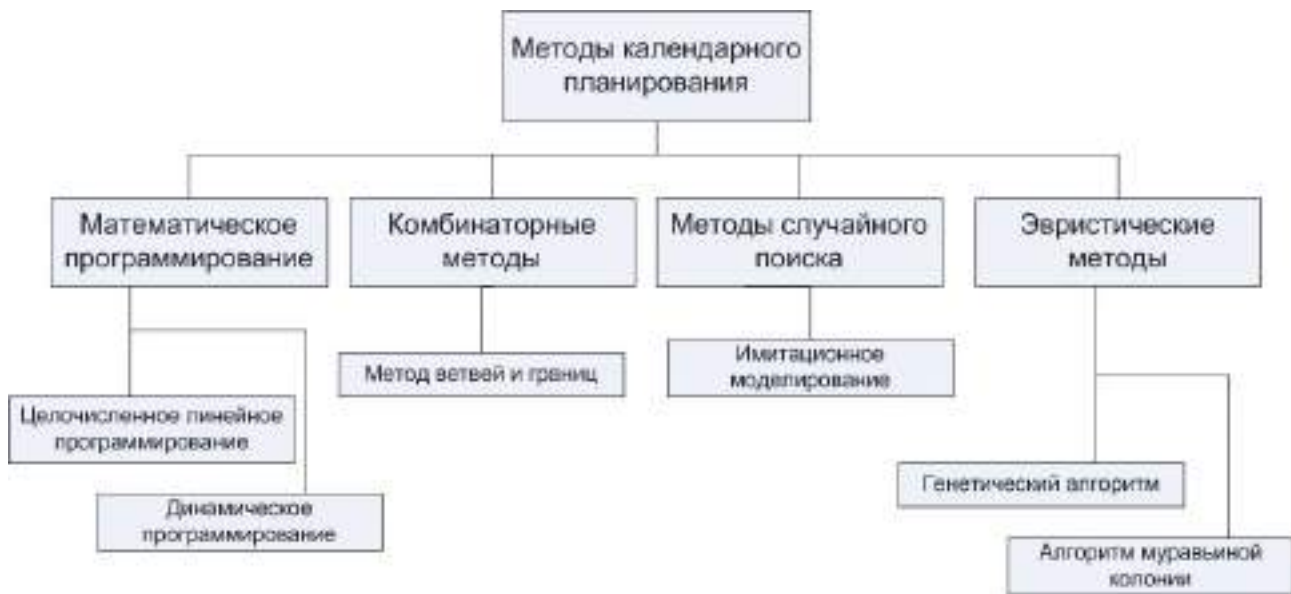 Методы календарного
планирования
Математическое
программирование
Комбинаторные
методы
Методы случайного
поиска
Эвристические
методы
Метод ветвей и границ
Имитационное
моделирование
Целочисленное линейное
программирование
Динамическое
программирование
Генетический алгоритм
Алгоритм муравьиной
колонии